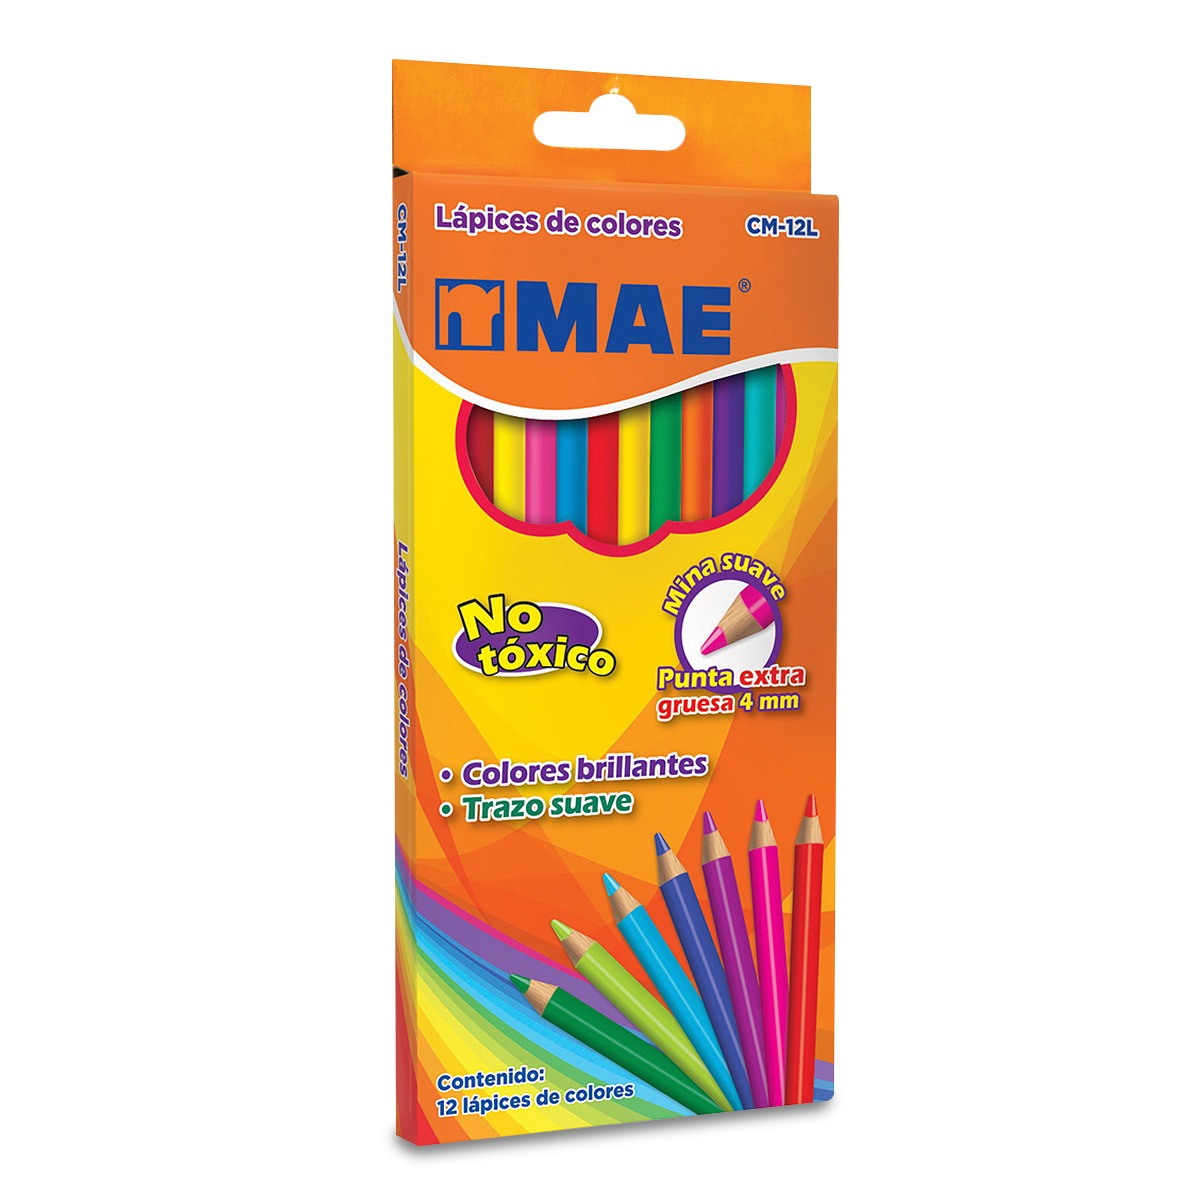 Lápices de colores
CM-12L
MAE®
CM-12L
Lápices de colores
No
tóxico
Mina suave
Punta extra
gruesa 4 mm
• Colores brillantes
• Trazo suave
Contenido:
12 lápices de colores